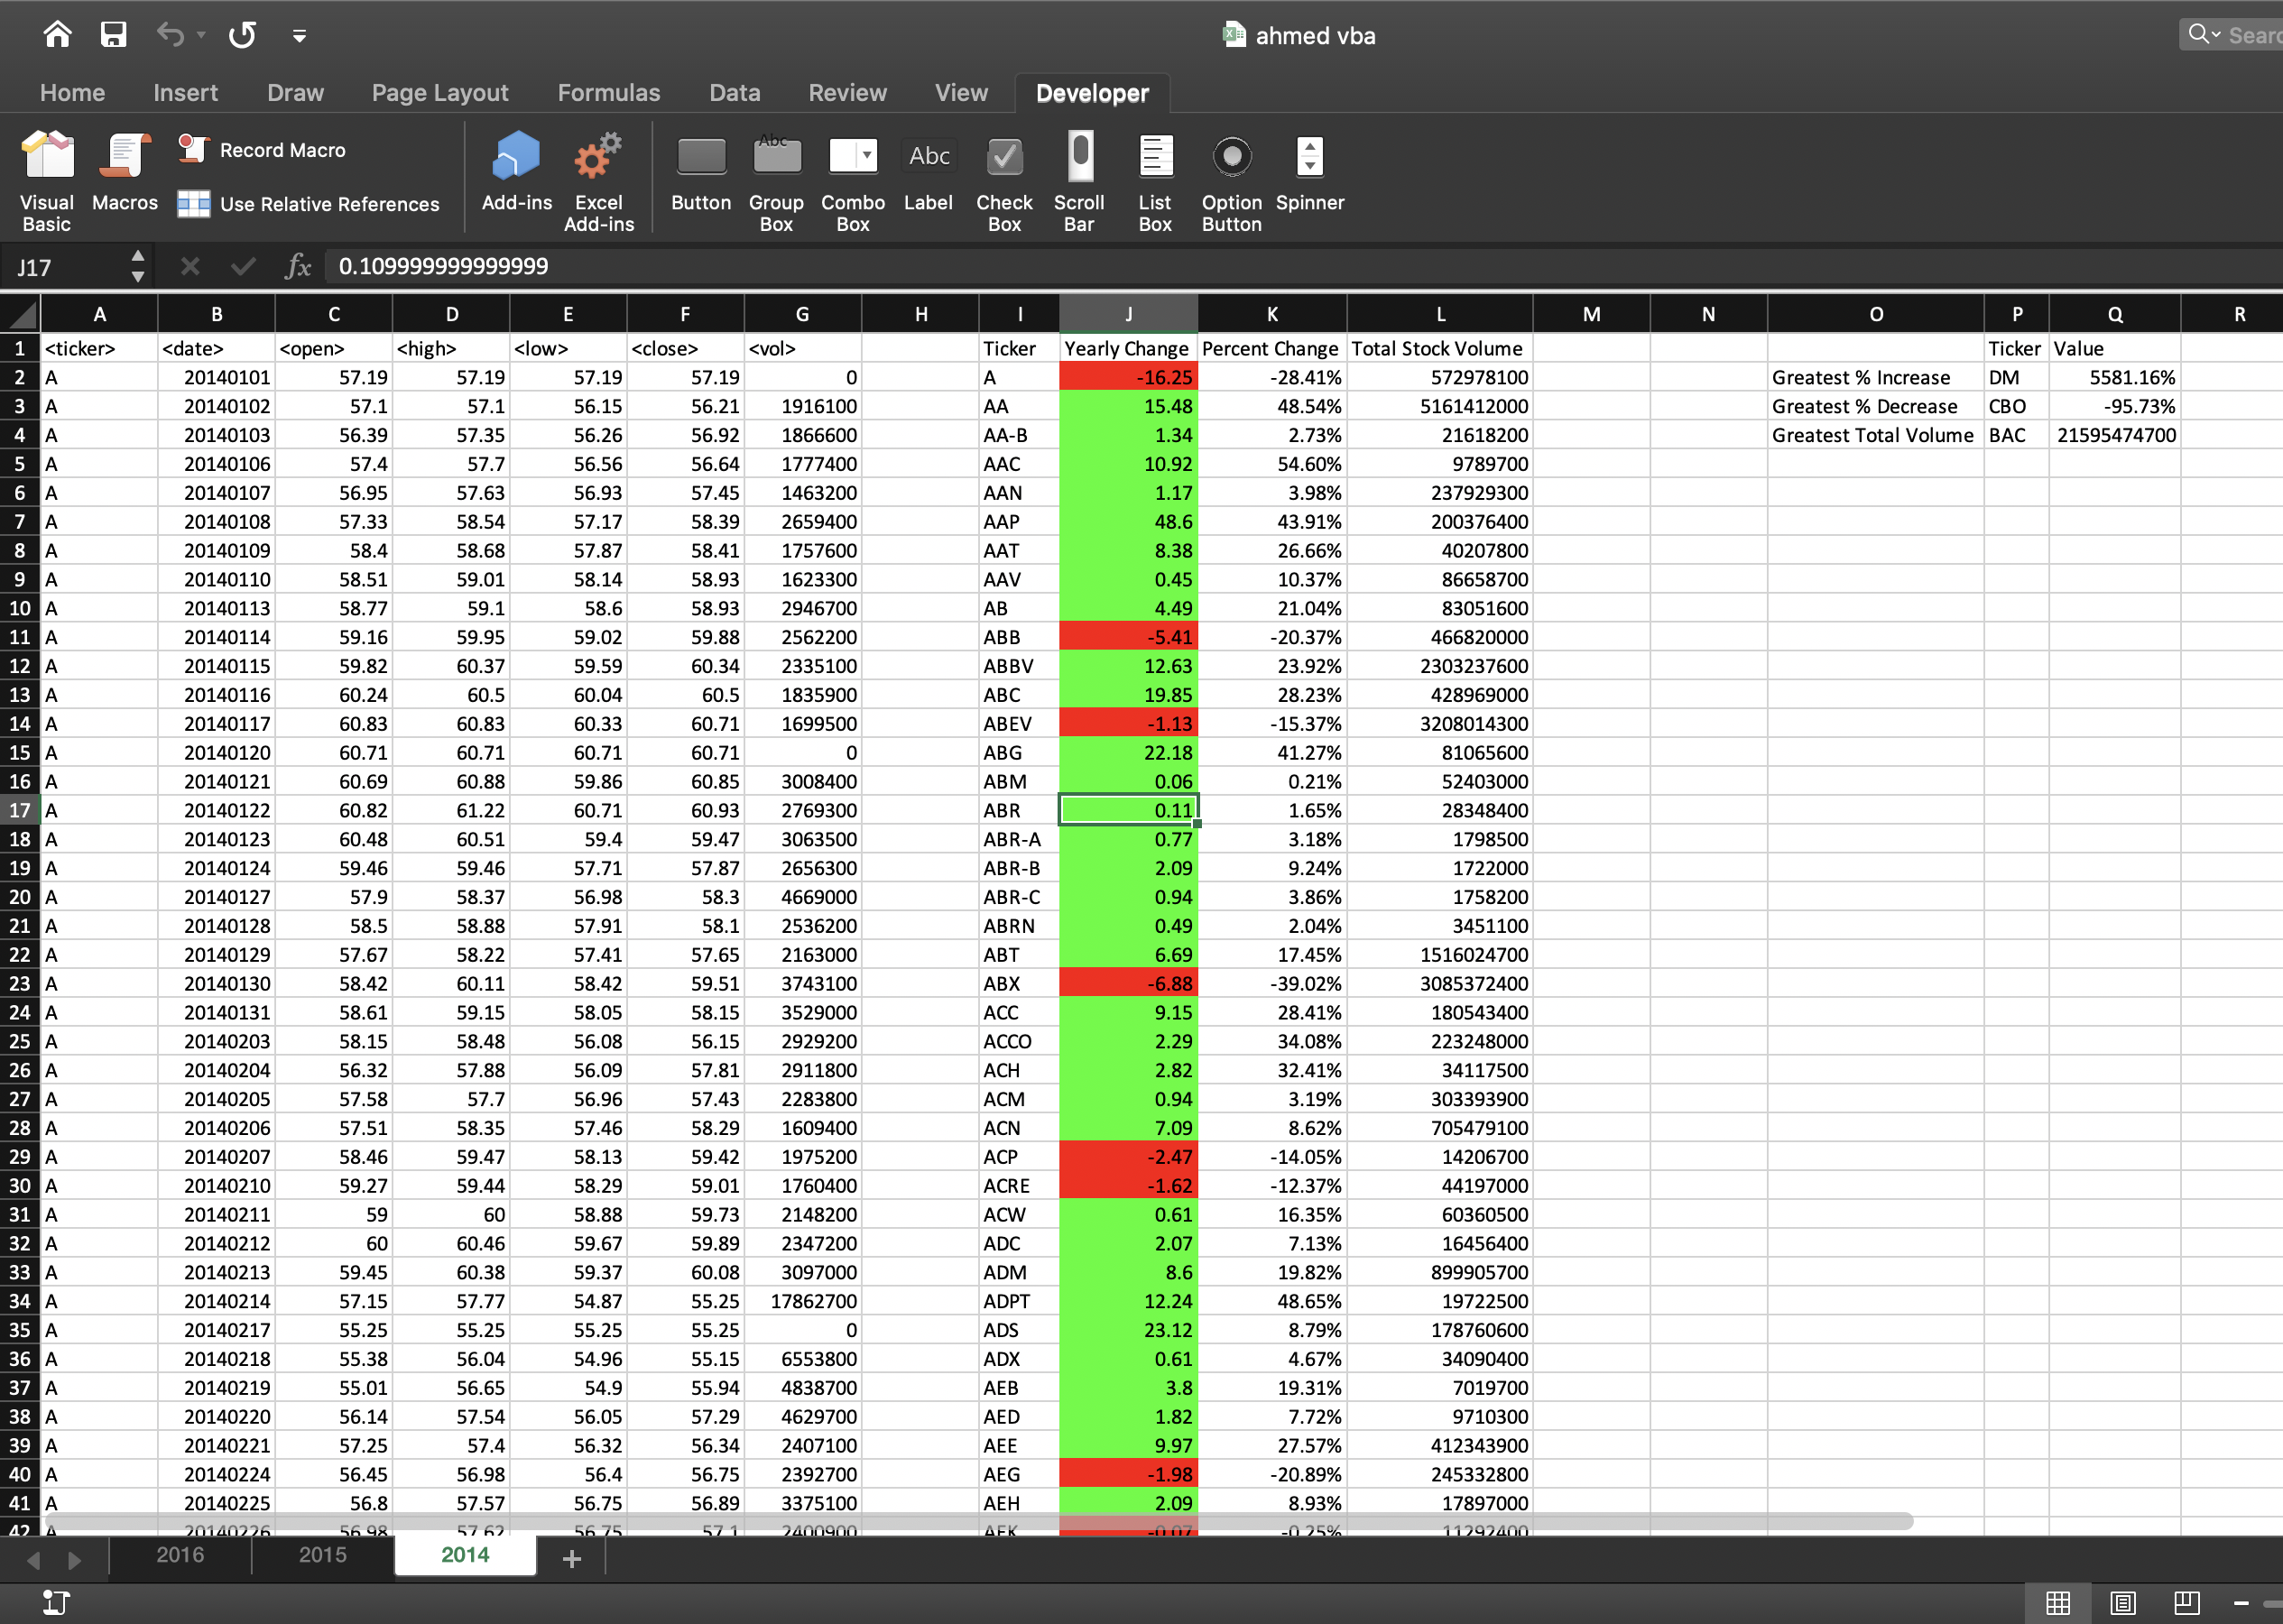 ahmed vba
Sear
Home Insert Draw Page Layout Formulas Data Review View Developer
Visual Basic
Macros
Record Macro
Use Relative References
Add-ins
Excel Add-ins
Button
Abc
Group Box
Combo Box
Abc
Label
Check Box
Scroll Bar
List Box
Option Button
Spinner
J17 fx 0.109999999999999
A B C D E F G H I J K L M N O P Q R
1 <ticker> <date> <open> <high> <low> <close> <vol> Ticker Yearly Change Percent Change Total Stock Volume Ticker Value
2 A 20140101 57.19 57.19 57.19 57.19 0 A -16.25 -28.41% 572978100 Greatest % Increase DM 5581.16%
3 A 20140102 57.1 57.1 56.15 56.21 1916100 AA 15.48 48.54% 5161412000 Greatest % Decrease CBO -95.73%
4 A 20140103 56.39 57.35 56.26 56.92 1866600 AA-B 1.34 2.73% 21618200 Greatest Total Volume BAC 21595474700
5 A 20140106 57.4 57.7 56.56 56.64 1777400 AAC 10.92 54.60% 9789700
6 A 20140107 56.95 57.63 56.93 57.45 1463200 AAN 1.17 3.98% 237929300
7 A 20140108 57.33 58.54 57.17 58.39 2659400 AAP 48.6 43.91% 200376400
8 A 20140109 58.4 58.68 57.87 58.41 1757600 AAT 8.38 26.66% 40207800
9 A 20140110 58.51 59.01 58.14 58.93 1623300 AAV 0.45 10.37% 86658700
10 A 20140113 58.77 59.1 58.6 58.93 2946700 AB 4.49 21.04% 83051600
11 A 20140114 59.16 59.95 59.02 59.88 2562200 ABB -5.41 -20.37% 466820000
12 A 20140115 59.82 60.37 59.59 60.34 2335100 ABBV 12.63 23.92% 2303237600
13 A 20140116 60.24 60.5 60.04 60.5 1835900 ABC 19.85 28.23% 428969000
14 A 20140117 60.83 60.83 60.33 60.71 1699500 ABEV -1.13 -15.37% 3208014300
15 A 20140120 60.71 60.71 60.71 60.71 0 ABG 22.18 41.27% 81065600
16 A 20140121 60.69 60.88 59.86 60.85 3008400 ABM 0.06 0.21% 52403000
17 A 20140122 60.82 61.22 60.71 60.93 2769300 ABR 0.11 1.65% 28348400
18 A 20140123 60.48 60.51 59.4 59.47 3063500 ABR-A 0.77 3.18% 1798500
19 A 20140124 59.46 59.46 57.71 57.87 2656300 ABR-B 2.09 9.24% 1722000
20 A 20140127 57.9 58.37 56.98 58.3 4669000 ABR-C 0.94 3.86% 1758200
21 A 20140128 58.5 58.88 57.91 58.1 2536200 ABRN 0.49 2.04% 3451100
22 A 20140129 57.67 58.22 57.41 57.65 2163000 ABT 6.69 17.45% 1516024700
23 A 20140130 58.42 60.11 58.42 59.51 3743100 ABX -6.88 -39.02% 3085372400
24 A 20140131 58.61 59.15 58.05 58.15 3529000 ACC 9.15 28.41% 180543400
25 A 20140203 58.15 58.48 56.08 56.15 2929200 ACCO 2.29 34.08% 223248000
26 A 20140204 56.32 57.88 56.09 57.81 2911800 ACH 2.82 32.41% 34117500
27 A 20140205 57.58 57.7 56.96 57.43 2283800 ACM 0.94 3.19% 303393900
28 A 20140206 57.51 58.35 57.46 58.29 1609400 ACN 7.09 8.62% 705479100
29 A 20140207 58.46 59.47 58.13 59.42 1975200 ACP -2.47 -14.05% 14206700
30 A 20140210 59.27 59.44 58.29 59.01 1760400 ACRE -1.62 -12.37% 44197000
31 A 20140211 59 60 58.88 59.73 2148200 ACW 0.61 16.35% 60360500
32 A 20140212 60 60.46 59.67 59.89 2347200 ADC 2.07 7.13% 16456400
33 A 20140213 59.45 60.38 59.37 60.08 3097000 ADM 8.6 19.82% 899905700
34 A 20140214 57.15 57.77 54.87 55.25 17862700 ADPT 12.24 48.65% 19722500
35 A 20140217 55.25 55.25 55.25 55.25 0 ADS 23.12 8.79% 178760600
36 A 20140218 55.38 56.04 54.96 55.15 6553800 ADX 0.61 4.67% 34090400
37 A 20140219 55.01 56.65 54.9 55.94 4838700 AEB 3.8 19.31% 7019700
38 A 20140220 56.14 57.54 56.05 57.29 4629700 AED 1.82 7.72% 9710300
39 A 20140221 57.25 57.4 56.32 56.34 2407100 AEE 9.97 27.57% 412343900
40 A 20140224 56.45 56.98 56.4 56.75 2392700 AEG -1.98 -20.89% 245332800
41 A 20140225 56.8 57.57 56.75 56.89 3375100 AEH 2.09 8.93% 17897000
42 A 20140226 56.98 57.62 56.75 57.1 2400900 AEK -0.07 -0.25% 11292400
2016 2015 2014 +